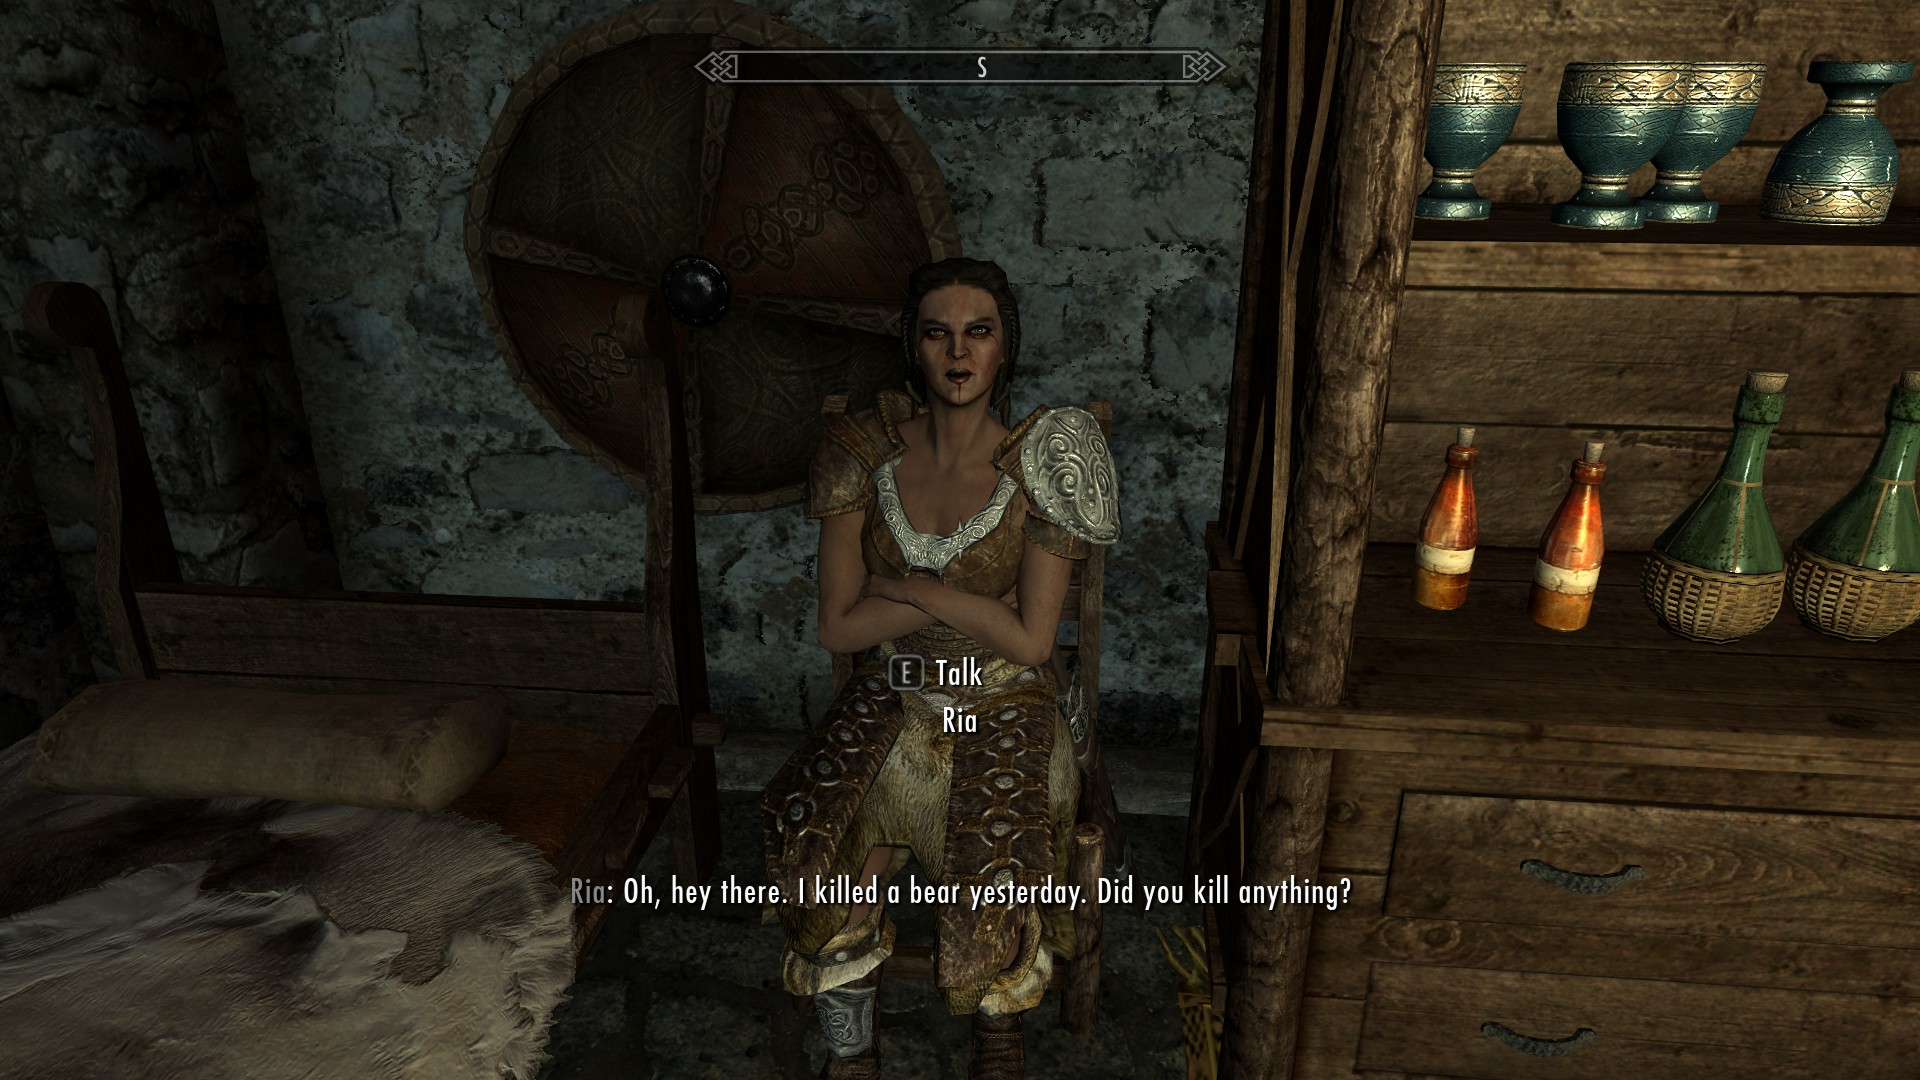 S
E Talk
Ria
Ria: Oh, hey there. I killed a bear yesterday. Did you kill anything?